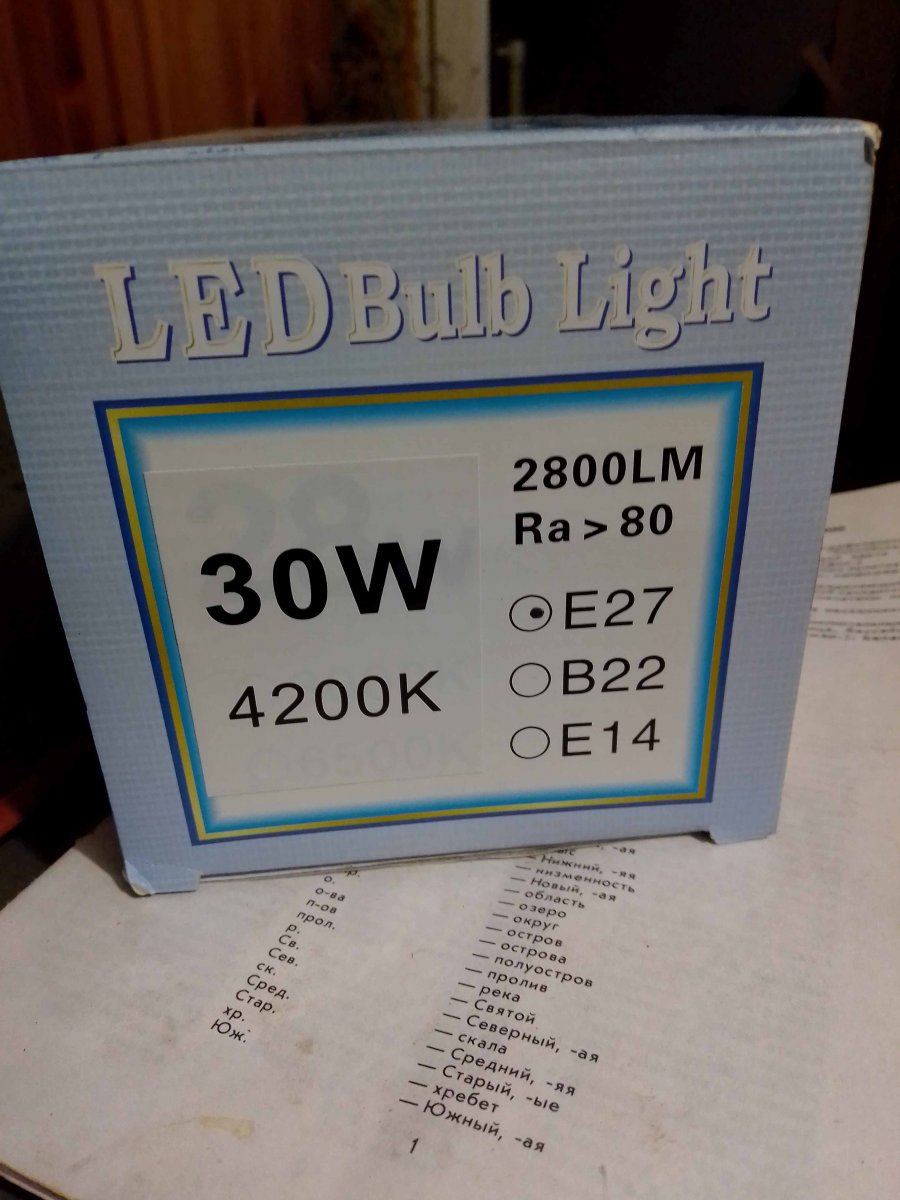 LED Bulb Light
30W
4200K
2800LM
Ra > 80
E27
B22
E14
28
6500K
о.
о-ва
п-ов
прол.
р.
Св.
Сев.
ск.
Сред.
Стар.
хр.
Юж.
— Нижний, -яя
— низменность
— Новый, -ая
— область
— озеро
— округ
— остров
— острова
— полуостров
— пролив
— река
— Святой
— Северный, -ая
— скала
— Средний, -яя
— Старый, -ые
— хребет
— Южный, -ая
1